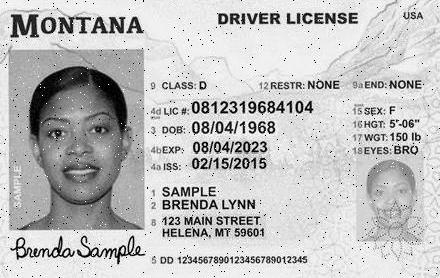 MONTANA DRIVER LICENSE USA
9 CLASS: D 12 RESTR: NONE 9a END: NONE
4d LIC #: 0812319684104 15 SEX: F
3 DOB: 08/04/1968 16 HGT: 5'-06"
17 WGT: 150 lb
4b EXP: 08/04/2023 18 EYES: BRO
4a ISS: 02/15/2015
SAMPLE
1 SAMPLE
2 BRENDA LYNN
8 123 MAIN STREET
HELENA, MT 59601
Brenda Sample
5 DD 1234567890123456789012345